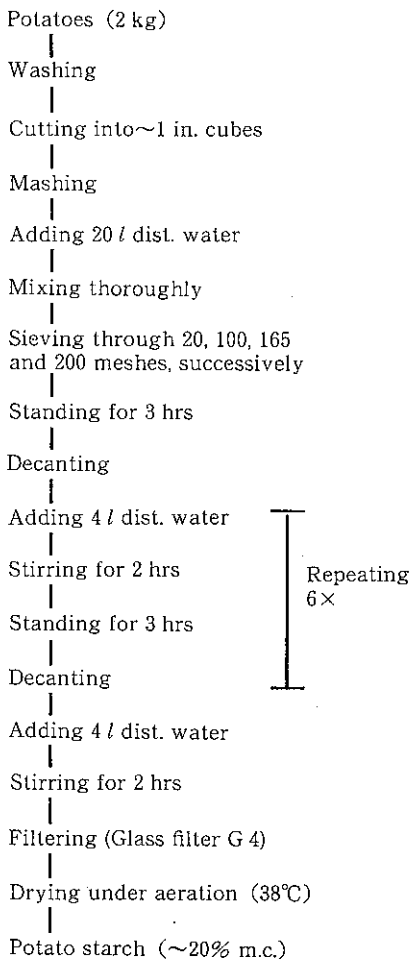 Potatoes (2 kg)
Washing
Cutting into~1 in. cubes
Mashing
Adding 20 l dist. water
Mixing thoroughly
Sieving through 20, 100, 165
and 200 meshes, successively
Standing for 3 hrs
Decanting
Adding 4 l dist. water
Stirring for 2 hrs
Repeating
6×
Standing for 3 hrs
Decanting
Adding 4 l dist. water
Stirring for 2 hrs
Filtering (Glass filter G 4)
Drying under aeration (38℃)
Potato starch (~20% m.c.)